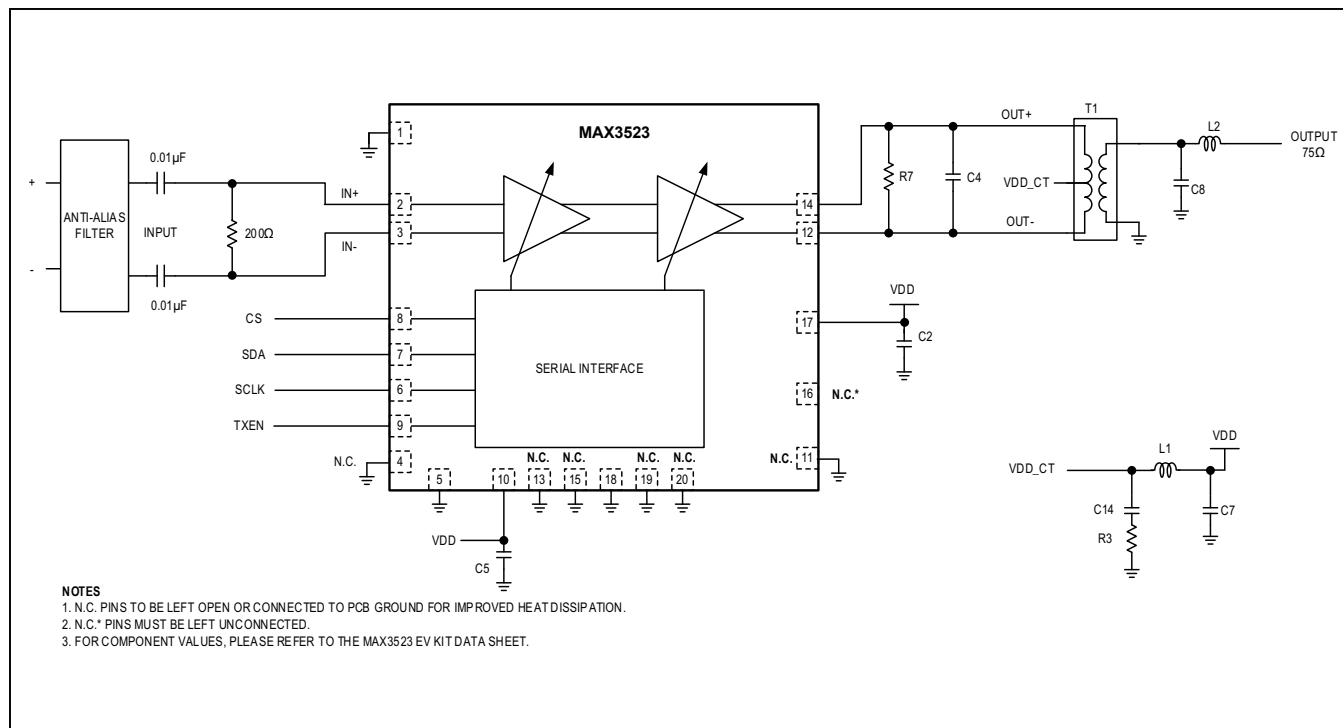 MAX3523
1
0.01µF
+
-
ANTI-ALIAS
FILTER
INPUT
200Ω
0.01µF
IN+
IN-
2
3
14
12
OUT+
OUT-
R7
C4
T1
VDD_CT
C8
L2
OUTPUT
75Ω
CS
8
SDA
7
SCLK
6
TXEN
9
SERIAL INTERFACE
17
VDD
C2
16
N.C.*
N.C.
4
5
10
N.C.
13
N.C.
15
18
N.C.
19
N.C.
20
N.C.
11
VDD
C5
VDD_CT
L1
VDD
C14
R3
C7
NOTES
1. N.C. PINS TO BE LEFT OPEN OR CONNECTED TO PCB GROUND FOR IMPROVED HEAT DISSIPATION.
2. N.C.* PINS MUST BE LEFT UNCONNECTED.
3. FOR COMPONENT VALUES, PLEASE REFER TO THE MAX3523 EV KIT DATA SHEET.